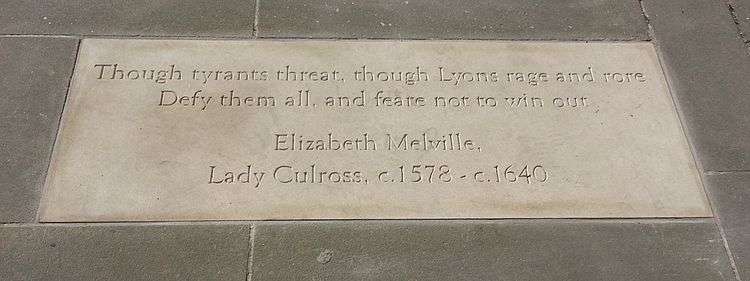 Though tyrants threat, though Lyons rage and rore
Defy them all, and feare not to win out
Elizabeth Melville,
Lady Culross, c.1578 - c.1640